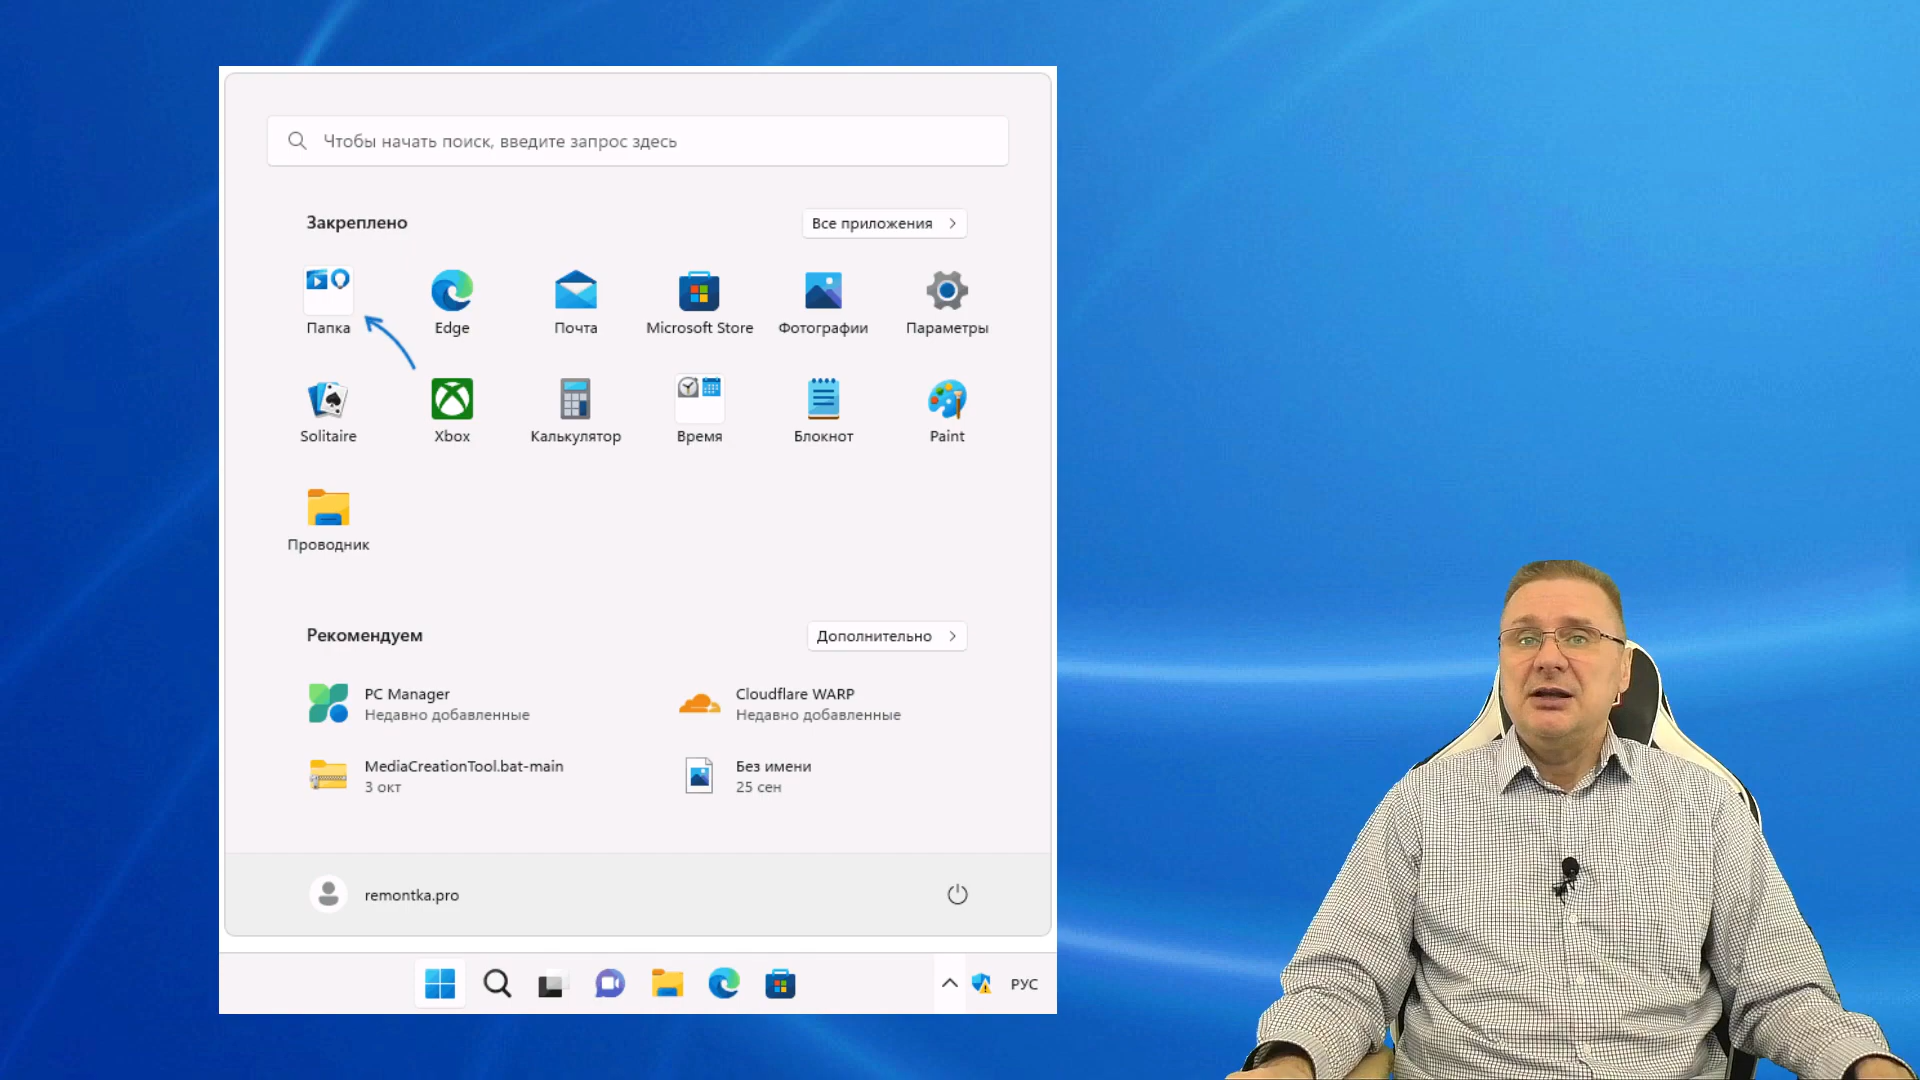 Чтобы начать поиск, введите запрос здесь
Закреплено
Все приложения
Папка
Edge
Почта
Microsoft Store
Фотографии
Параметры
Solitaire
Xbox
Калькулятор
Время
Блокнот
Paint
Проводник
Рекомендуем
Дополнительно
PC Manager
Недавно добавленные
Cloudflare WARP
Недавно добавленные
MediaCreationTool.bat-main
3 окт
Без имени
25 сен
remontka.pro
РУС